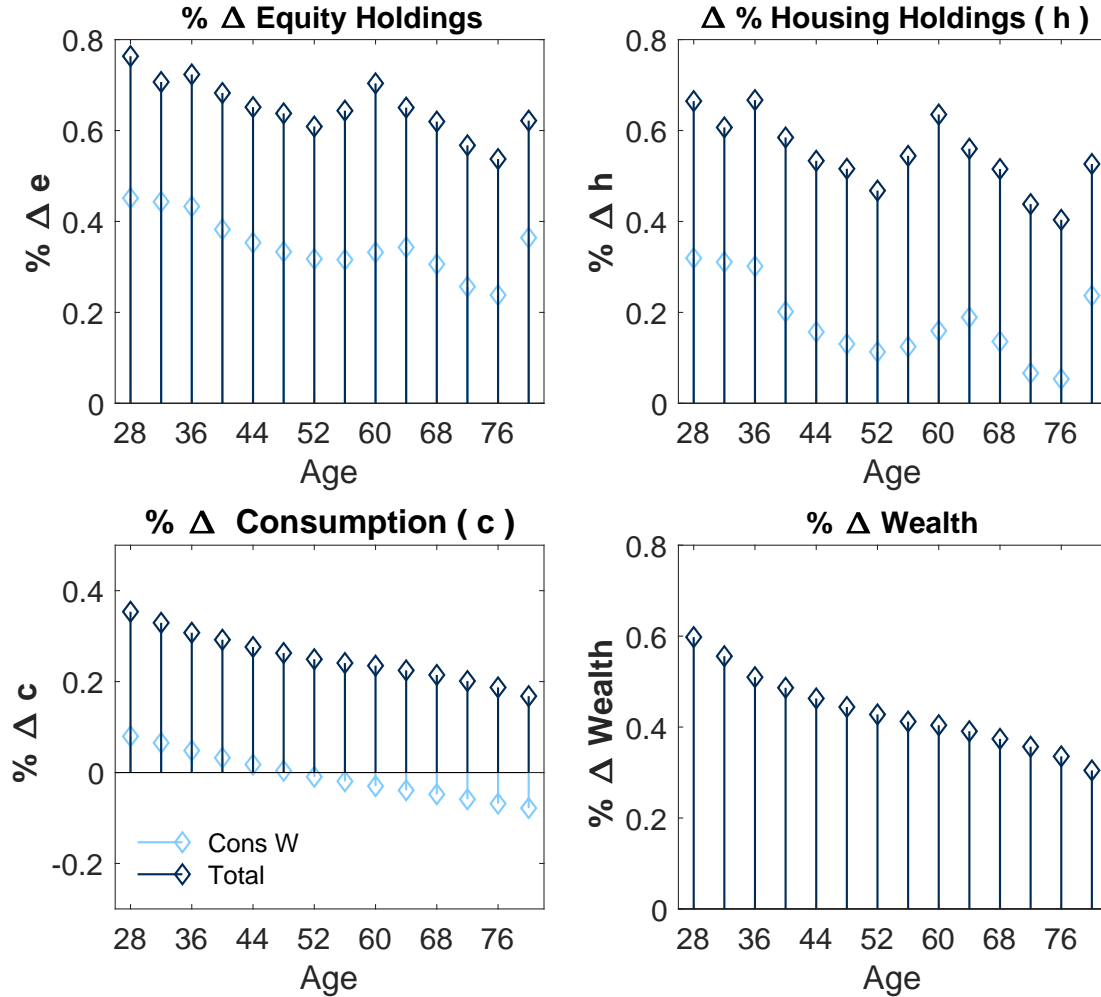 % Δ Equity Holdings
% Δ e
0.8
0.6
0.4
0.2
0
28 36 44 52 60 68 76
Age
Δ % Housing Holdings ( h )
% Δ h
0.8
0.6
0.4
0.2
0
28 36 44 52 60 68 76
Age
% Δ Consumption ( c )
% Δ c
0.4
0.2
0
-0.2
Cons W
Total
28 36 44 52 60 68 76
Age
% Δ Wealth
% Δ Wealth
0.8
0.6
0.4
0.2
0
28 36 44 52 60 68 76
Age